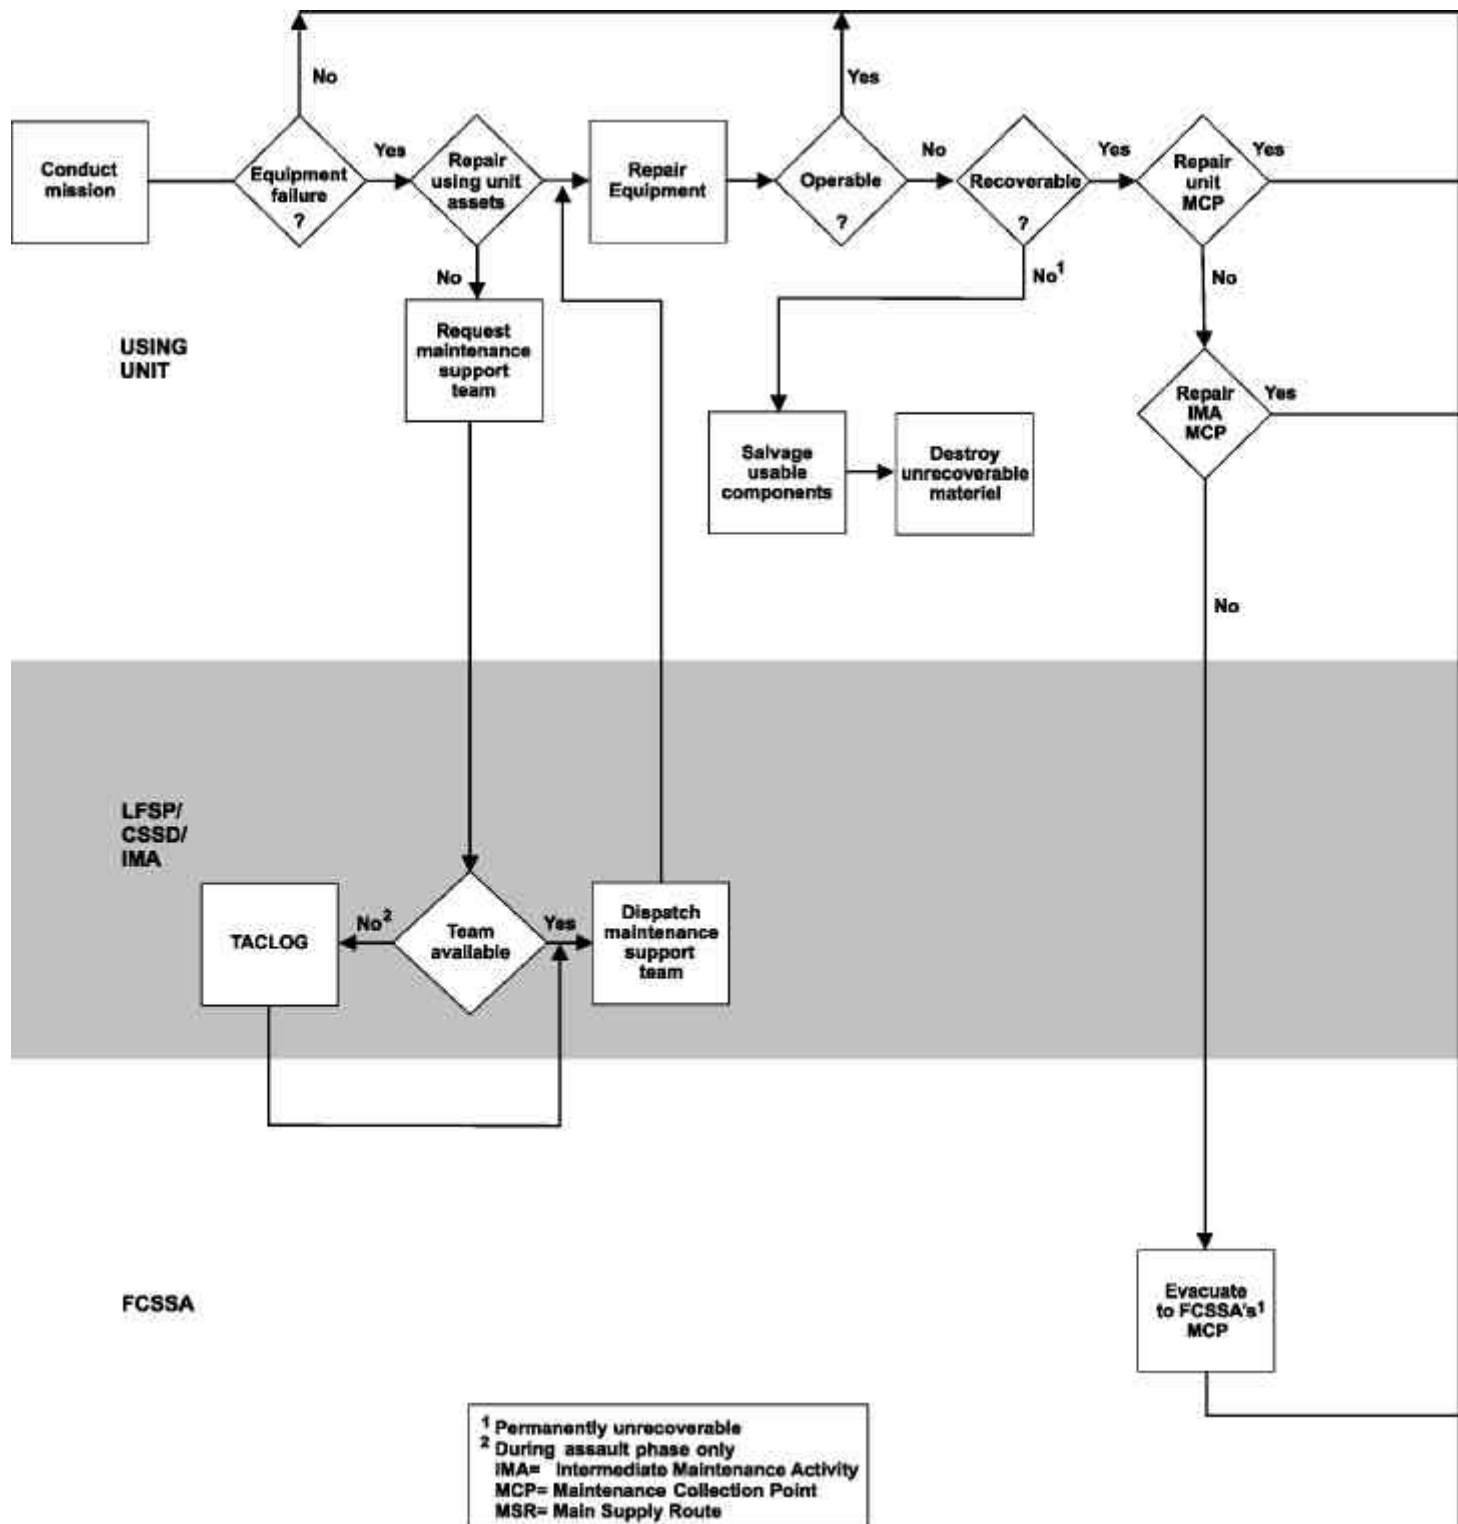 No
Yes
Conduct
mission
Equipment
failure
?
Yes
Repair
using unit
assets
No
Repair
Equipment
Operable
?
No
Recoverable
?
Yes
Repair
unit
MCP
Yes
No¹
No
USING
UNIT
Request
maintenance
support
team
Salvage
usable
components
Destroy
unrecoverable
materiel
Repair
IMA
MCP
Yes
No
LFSP/
CSSD/
IMA
TACLOG
No²
Team
available
Yes
Dispatch
maintenance
support
team
FCSSA
Evacuate
to FCSSA's¹
MCP
¹ Permanently unrecoverable
² During assault phase only
IMA= Intermediate Maintenance Activity
MCP= Maintenance Collection Point
MSR= Main Supply Route